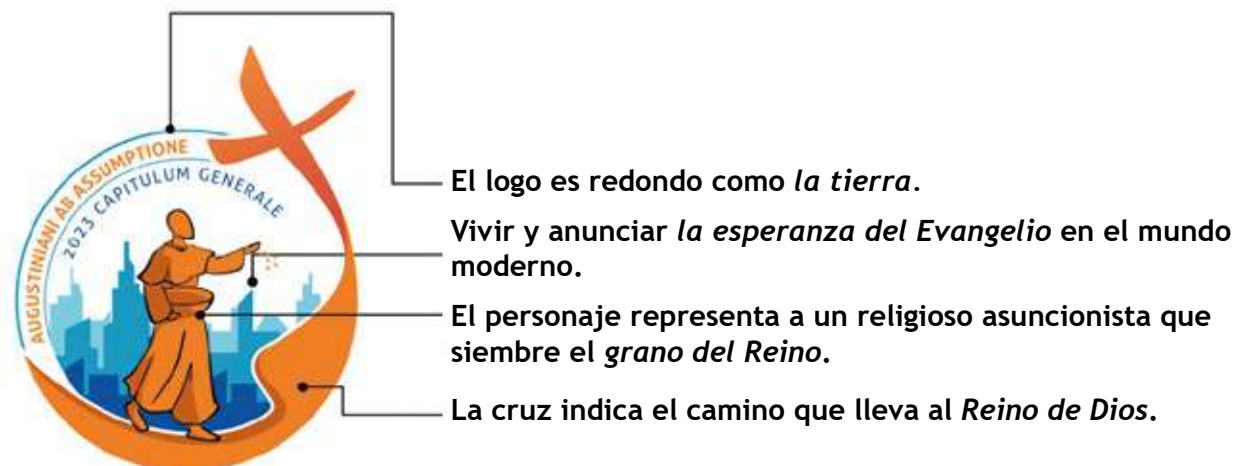 AUGUSTINIANI AB ASSUMPTIONE
2023 CAPITULUM GENERALE
El logo es redondo como la tierra.
Vivir y anunciar la esperanza del Evangelio en el mundo
moderno.
El personaje representa a un religioso asuncionista que
siembre el grano del Reino.
La cruz indica el camino que lleva al Reino de Dios.